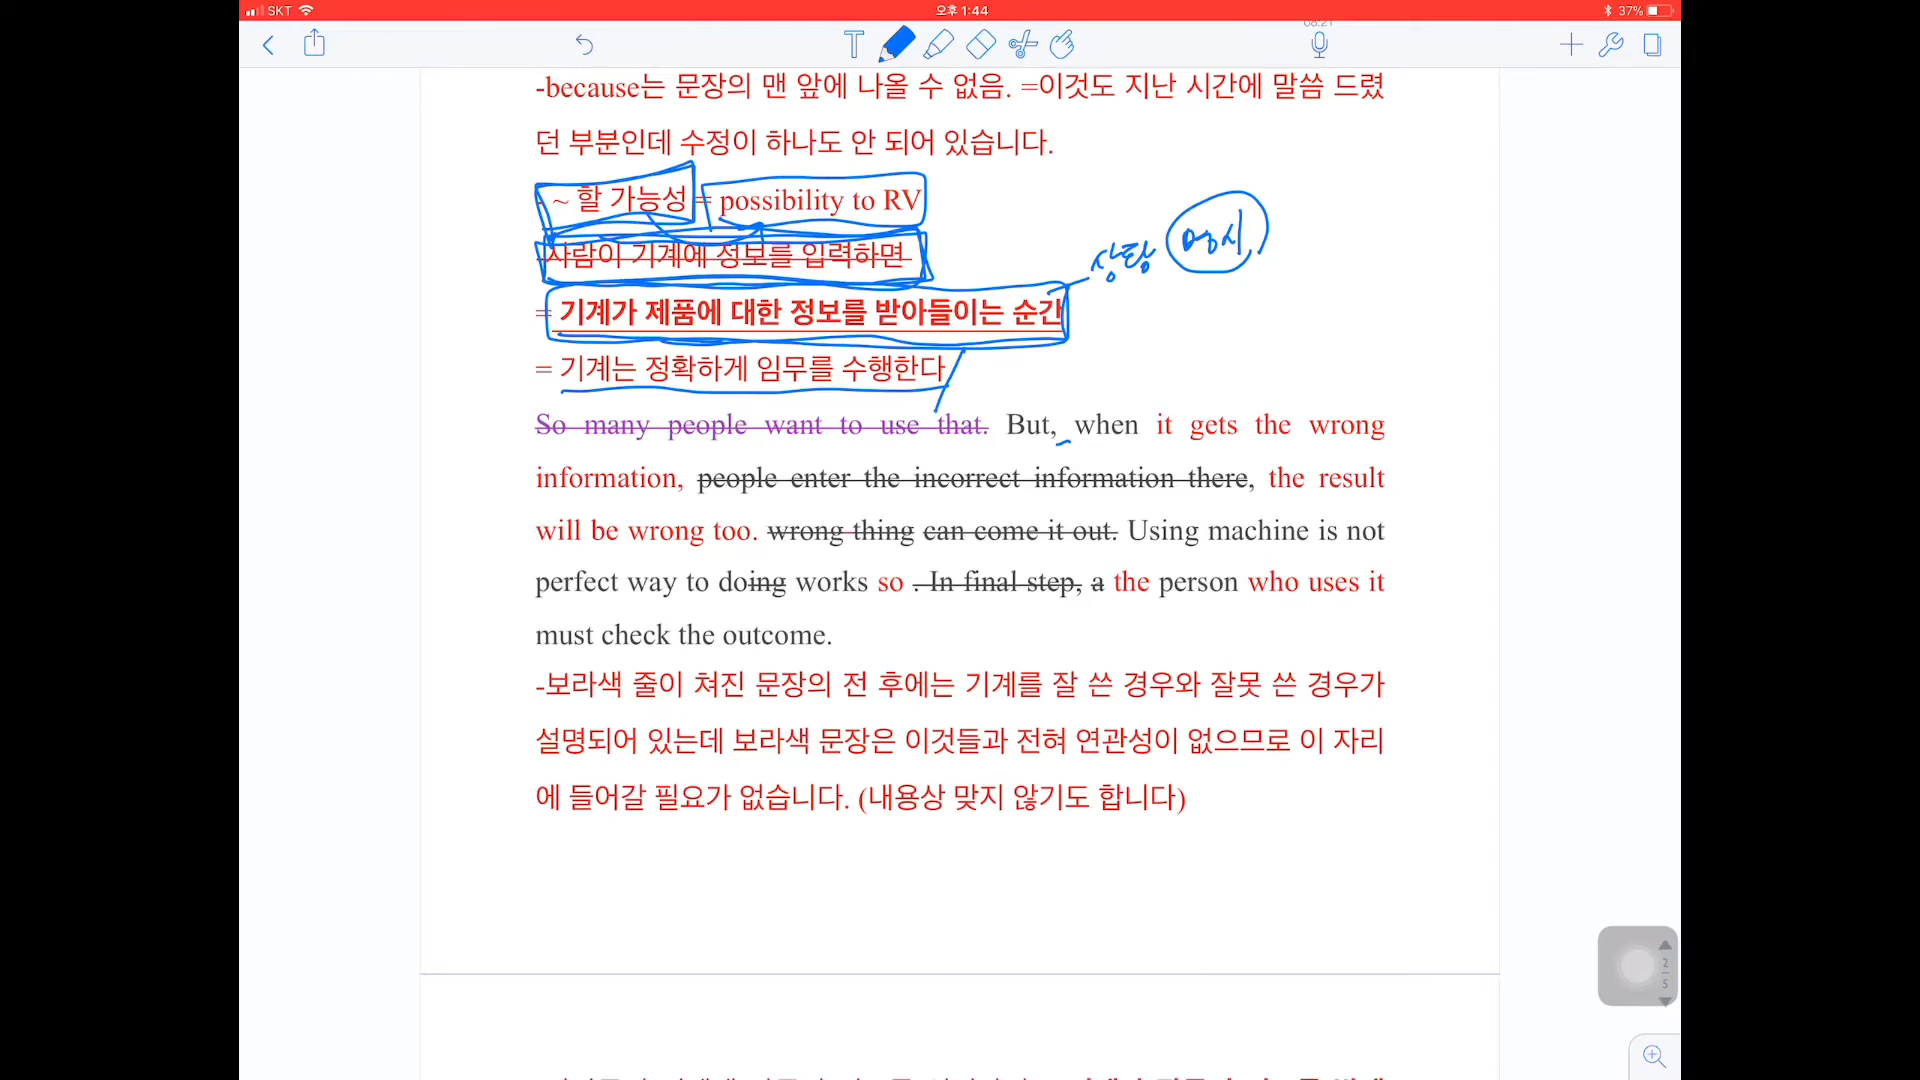 SKT 오후 1:44 37%
08:21
T
-because는 문장의 맨 앞에 나올 수 없음. =이것도 지난 시간에 말씀 드렸
던 부분인데 수정이 하나도 안 되어 있습니다.
- ~ 할 가능성 = possibility to RV
사람이 기계에 정보를 입력하면
= 기계가 제품에 대한 정보를 받아들이는 순간
상황 명시
= 기계는 정확하게 임무를 수행한다
So many people want to use that. But, when it gets the wrong
information, people enter the incorrect information there, the result
will be wrong too. wrong thing can come it out. Using machine is not
perfect way to doing works so . In final step, a the person who uses it
must check the outcome.
-보라색 줄이 쳐진 문장의 전 후에는 기계를 잘 쓴 경우와 잘못 쓴 경우가
설명되어 있는데 보라색 문장은 이것들과 전혀 연관성이 없으므로 이 자리
에 들어갈 필요가 없습니다. (내용상 맞지 않기도 합니다)
2
5